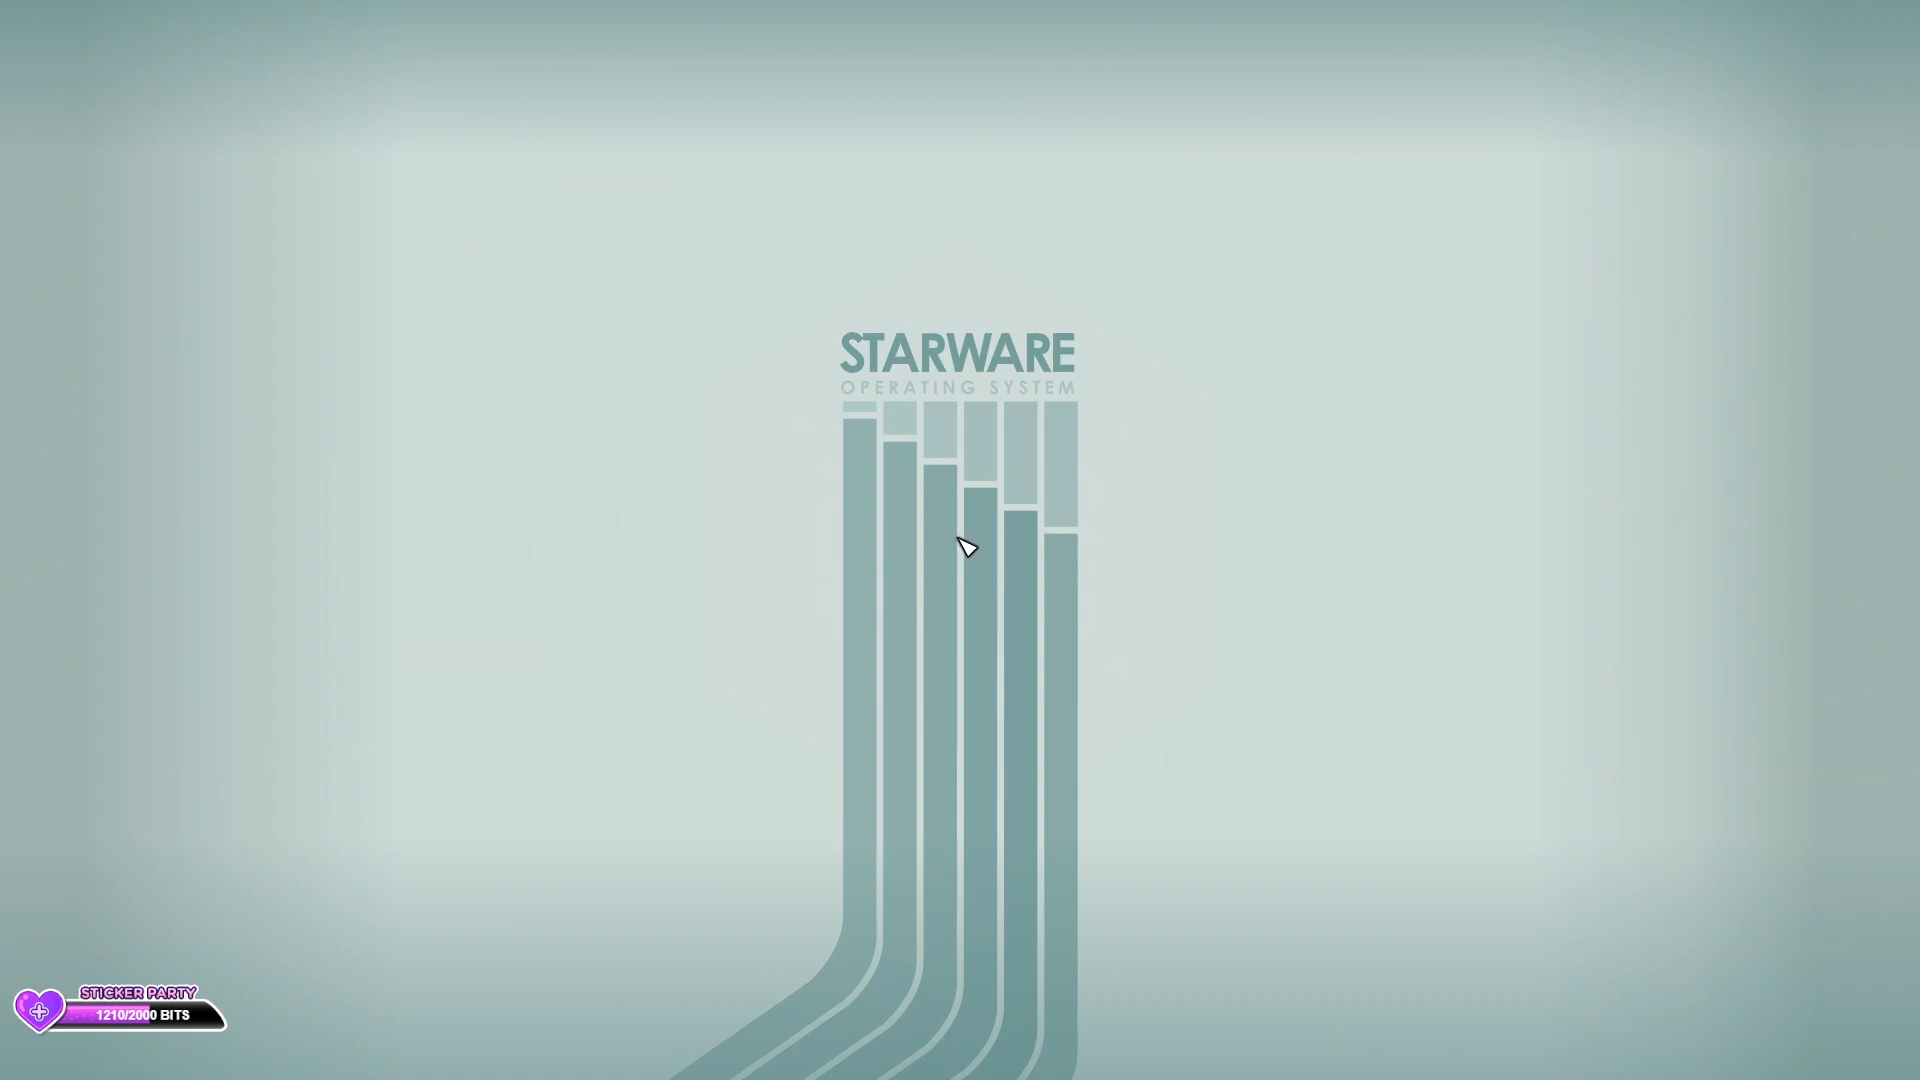 STARWARE
OPERATING SYSTEM
STICKER PARTY
1210/2000 BITS